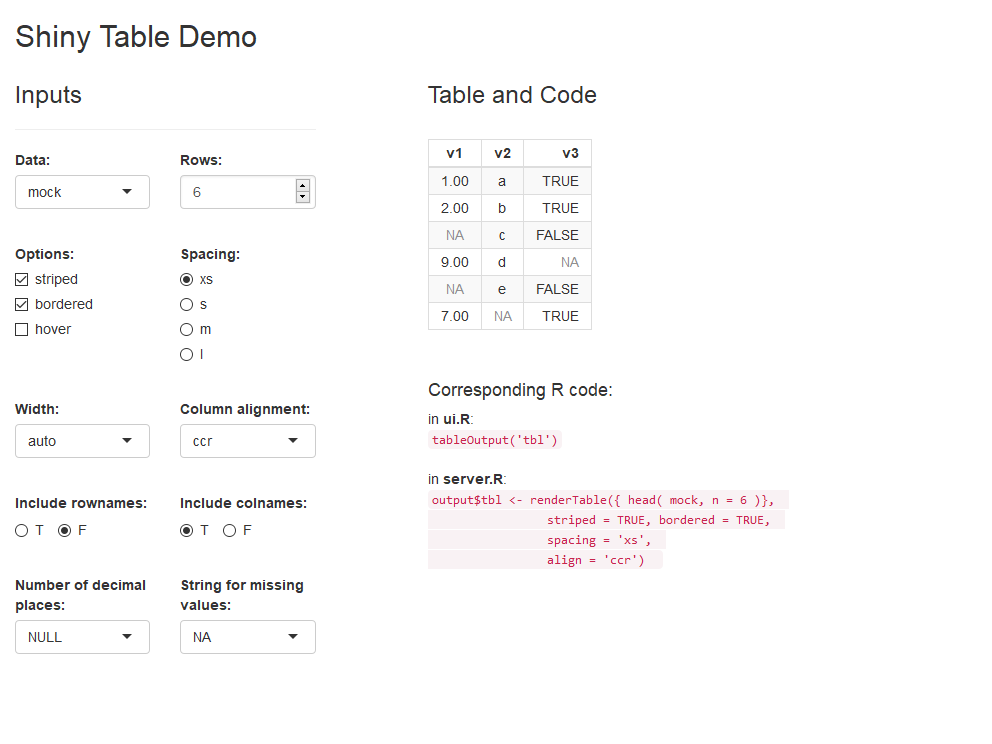 Shiny Table Demo
Inputs
Data: Rows:
mock 6
Options: Spacing:
striped xs
bordered s
hover m
l
Width: Column alignment:
auto ccr
Include rownames: Include colnames:
T F T F
Number of decimal places: String for missing values:
NULL NA
Table and Code
v1 v2 v3
1.00 a TRUE
2.00 b TRUE
NA c FALSE
9.00 d NA
NA e FALSE
7.00 NA TRUE
Corresponding R code:
in ui.R:
tableOutput('tbl')
in server.R:
output$tbl <- renderTable({ head( mock, n = 6 )},
striped = TRUE, bordered = TRUE,
spacing = 'xs',
align = 'ccr')